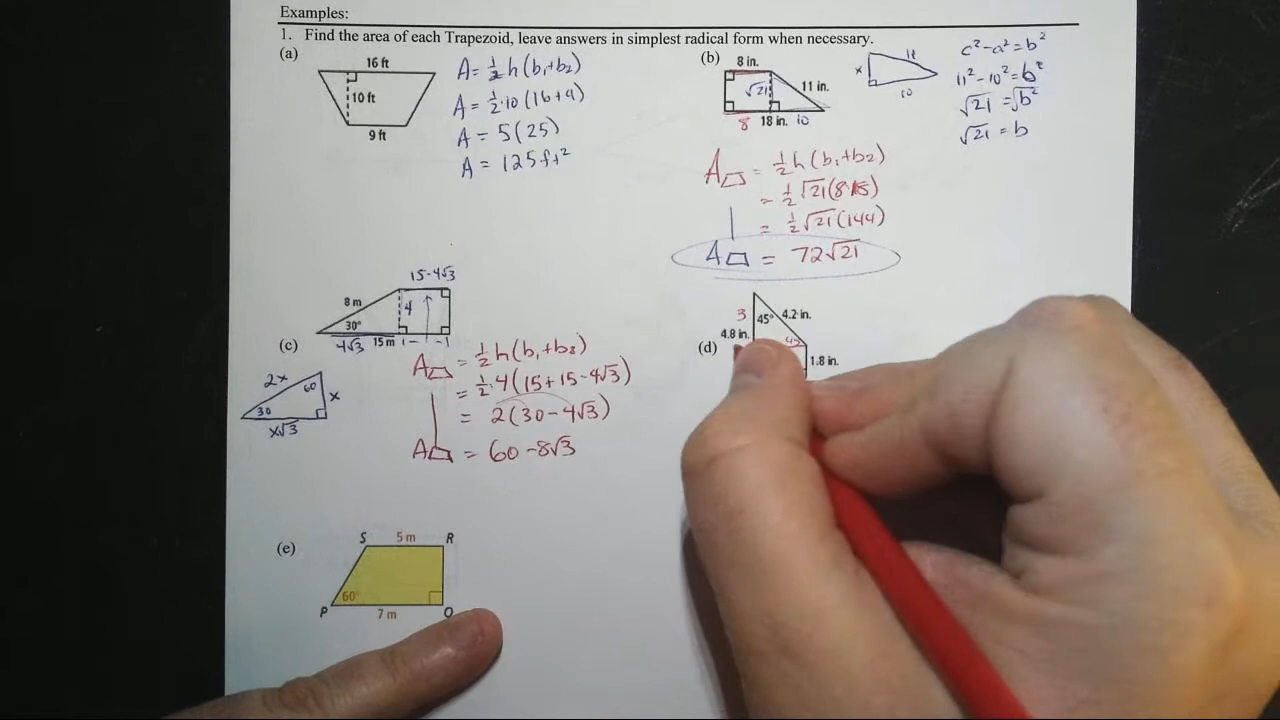 Examples:
1. Find the area of each Trapezoid, leave answers in simplest radical form when necessary.
(a)
16 ft
10 ft
9 ft
A = ½h(b₁+b₂)
A = ½·10(16+9)
A = 5(25)
A = 125ft²
(b)
8 in.
√21
11 in.
8 18 in. 10
x
11
10
c²-a²=b²
11²-10²=b²
√21 =√b²
√21 = b
A▱ = ½h(b₁+b₂)
= ½√21(8·18)
= ½√21(144)
A▱ = 72√21
(c)
15-4√3
8 m
4
30°
4√3 15 m
2x
60
x
30
x√3
A▱ = ½h(b₁+b₂)
= ½·4(15+15-4√3)
= 2(30-4√3)
A▱ = 60-8√3
(d)
3
45°
4.2 in.
4.8 in.
1.8 in.
(e)
S 5 m R
60°
P 7 m Q